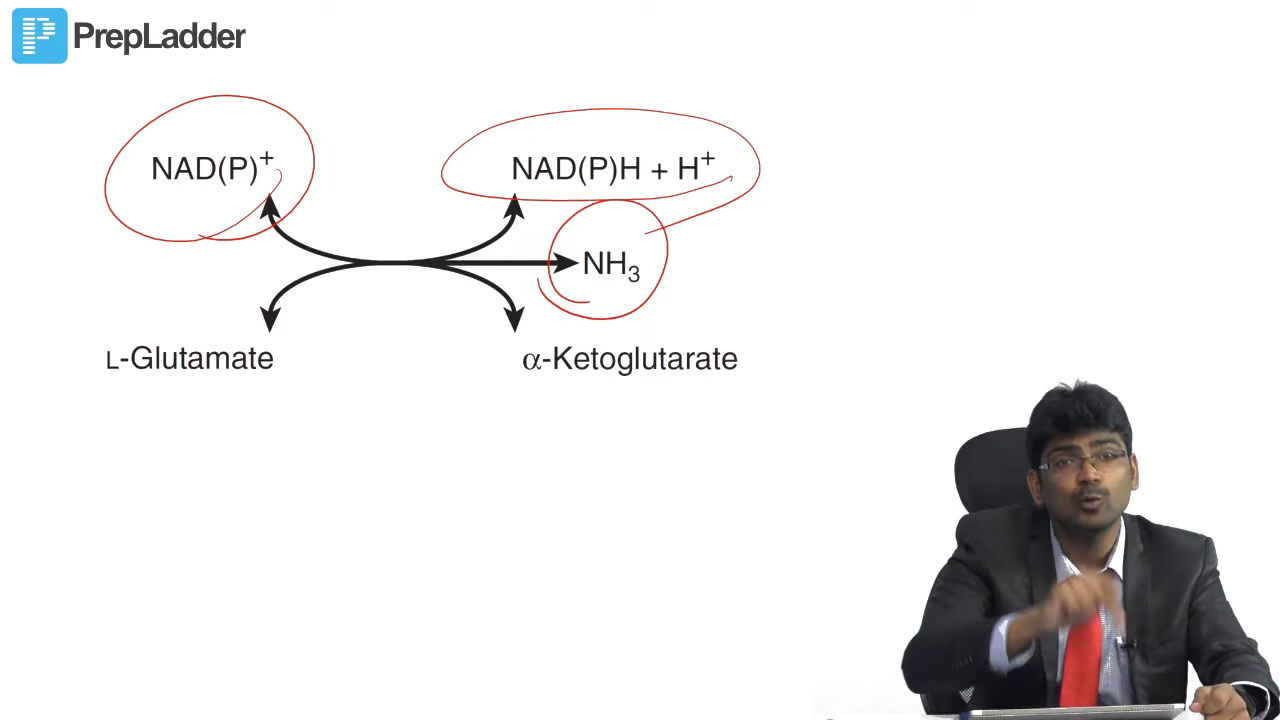 PrepLadder
NAD(P)⁺
NAD(P)H + H⁺
NH₃
L-Glutamate
α-Ketoglutarate